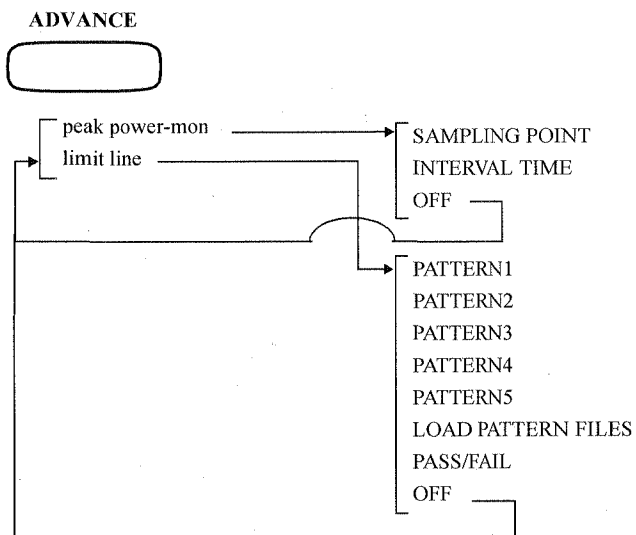 ADVANCE
peak power-mon
limit line
SAMPLING POINT
INTERVAL TIME
OFF
PATTERN1
PATTERN2
PATTERN3
PATTERN4
PATTERN5
LOAD PATTERN FILES
PASS/FAIL
OFF